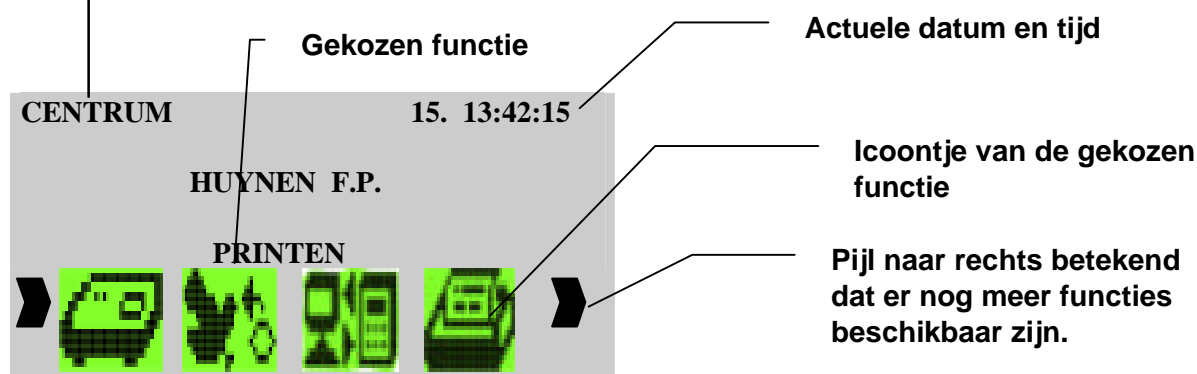 Actuele datum en tijd
Gekozen functie
CENTRUM 15. 13:42:15
HUYNEN F.P.
PRINTEN
Icoontje van de gekozen
functie
Pijl naar rechts betekend
dat er nog meer functies
beschikbaar zijn.